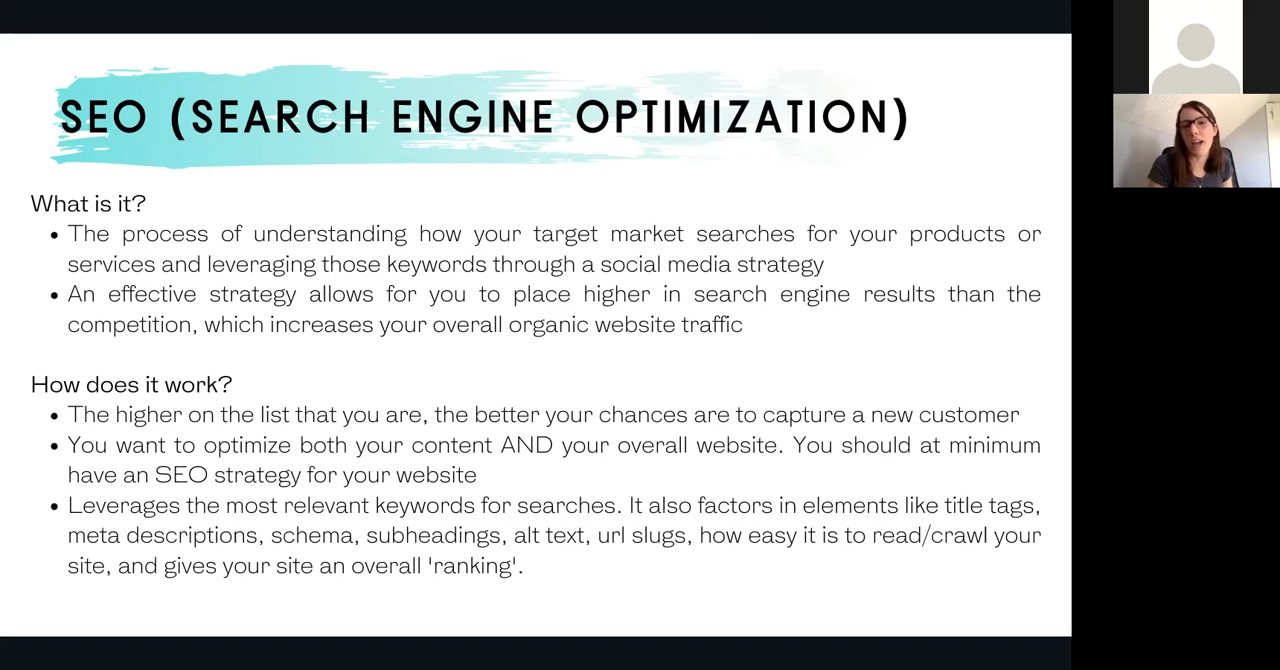 SEO (SEARCH ENGINE OPTIMIZATION)
What is it?
• The process of understanding how your target market searches for your products or
services and leveraging those keywords through a social media strategy
• An effective strategy allows for you to place higher in search engine results than the
competition, which increases your overall organic website traffic
How does it work?
• The higher on the list that you are, the better your chances are to capture a new customer
• You want to optimize both your content AND your overall website. You should at minimum
have an SEO strategy for your website
• Leverages the most relevant keywords for searches. It also factors in elements like title tags,
meta descriptions, schema, subheadings, alt text, url slugs, how easy it is to read/crawl your
site, and gives your site an overall 'ranking'.